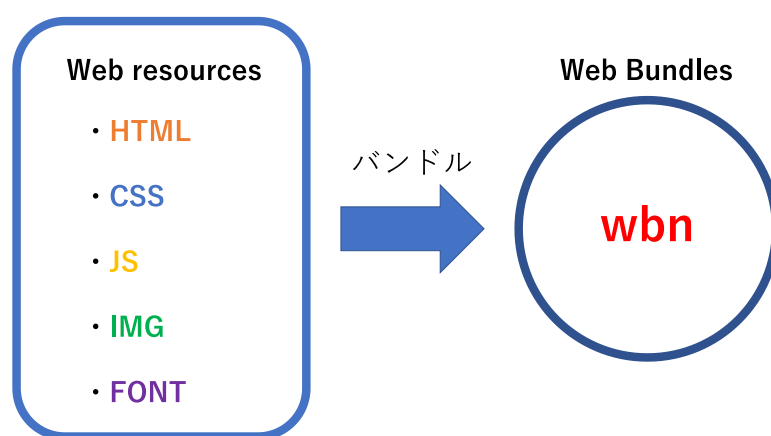 Web resources
・HTML
・CSS
・JS
・IMG
・FONT
バンドル
Web Bundles
wbn